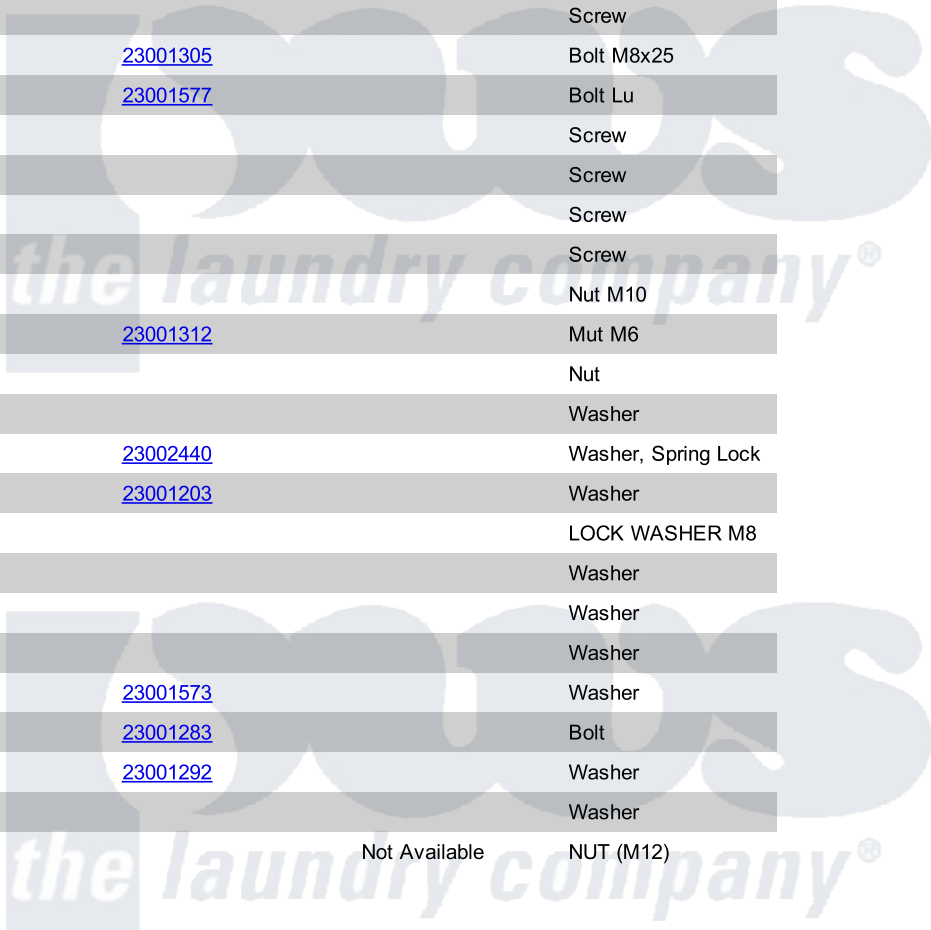 Screw
23001305 Bolt M8x25
23001577 Bolt Lu
Screw
Screw
Screw
Screw
the laundry company®
Nut M10
23001312 Mut M6
Nut
Washer
23002440 Washer, Spring Lock
23001203 Washer
LOCK WASHER M8
Washer
Washer
Washer
23001573 Washer
23001283 Bolt
23001292 Washer
Washer
Not Available NUT (M12)
the laundry company®